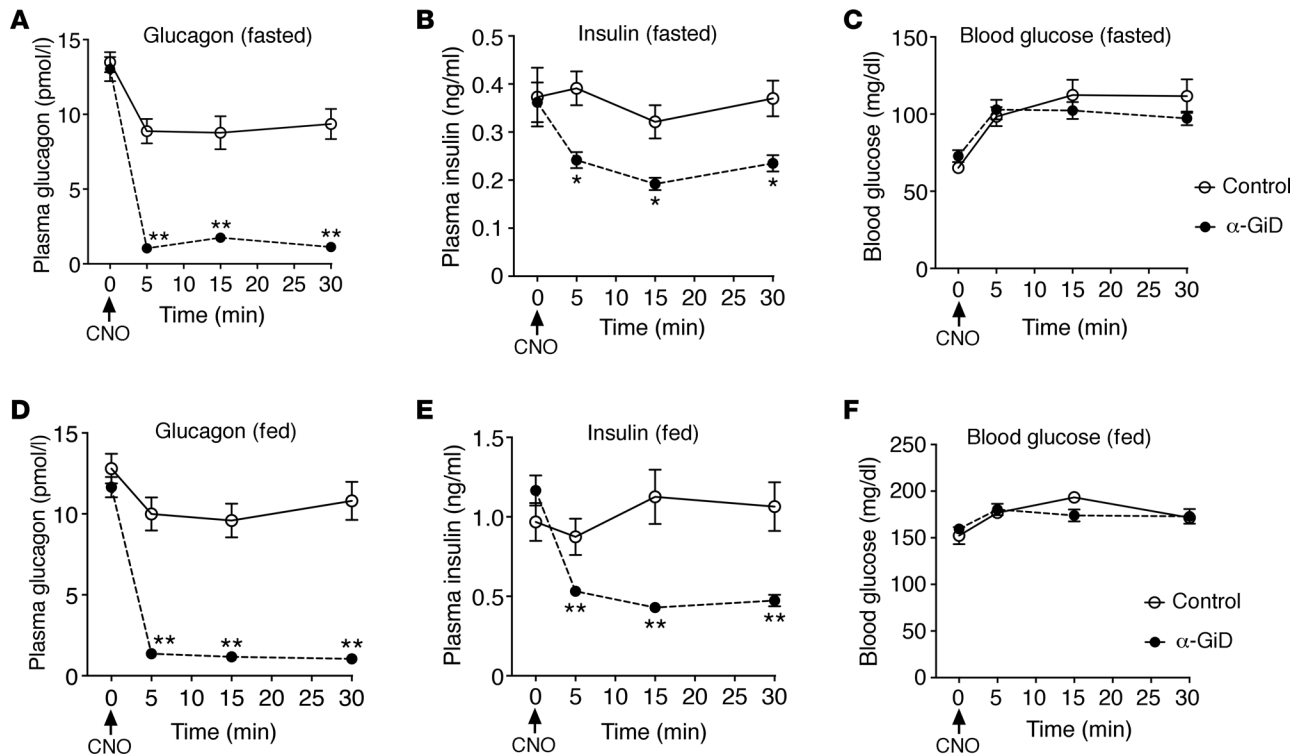 A
Glucagon (fasted)
Plasma glucagon (pmol/l)
15
10
5
0
0 5 10 15 20 25 30
** ** **
Time (min)
CNO
B
Insulin (fasted)
Plasma insulin (ng/ml)
0.5
0.4
0.3
0.2
0.1
0
0 5 10 15 20 25 30
* * *
Time (min)
CNO
C
Blood glucose (fasted)
Blood glucose (mg/dl)
150
100
50
0
0 5 10 15 20 25 30
Time (min)
CNO
Control
α-GiD
D
Glucagon (fed)
Plasma glucagon (pmol/l)
15
10
5
0
0 5 10 15 20 25 30
** ** **
Time (min)
CNO
E
Insulin (fed)
Plasma insulin (ng/ml)
1.5
1.0
0.5
0
0 5 10 15 20 25 30
** ** **
Time (min)
CNO
F
Blood glucose (fed)
Blood glucose (mg/dl)
250
200
150
100
50
0
0 5 10 15 20 25 30
Time (min)
CNO
Control
α-GiD